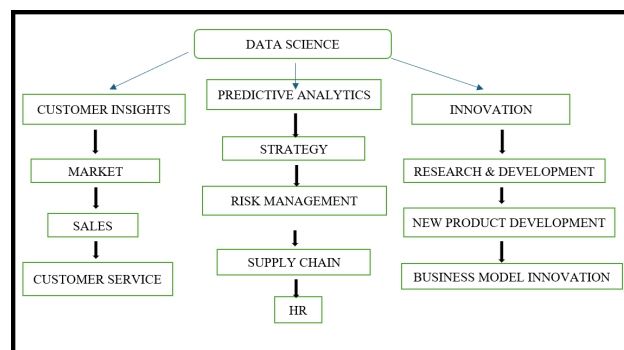 DATA SCIENCE
CUSTOMER INSIGHTS
MARKET
SALES
CUSTOMER SERVICE
PREDICTIVE ANALYTICS
STRATEGY
RISK MANAGEMENT
SUPPLY CHAIN
HR
INNOVATION
RESEARCH & DEVELOPMENT
NEW PRODUCT DEVELOPMENT
BUSINESS MODEL INNOVATION